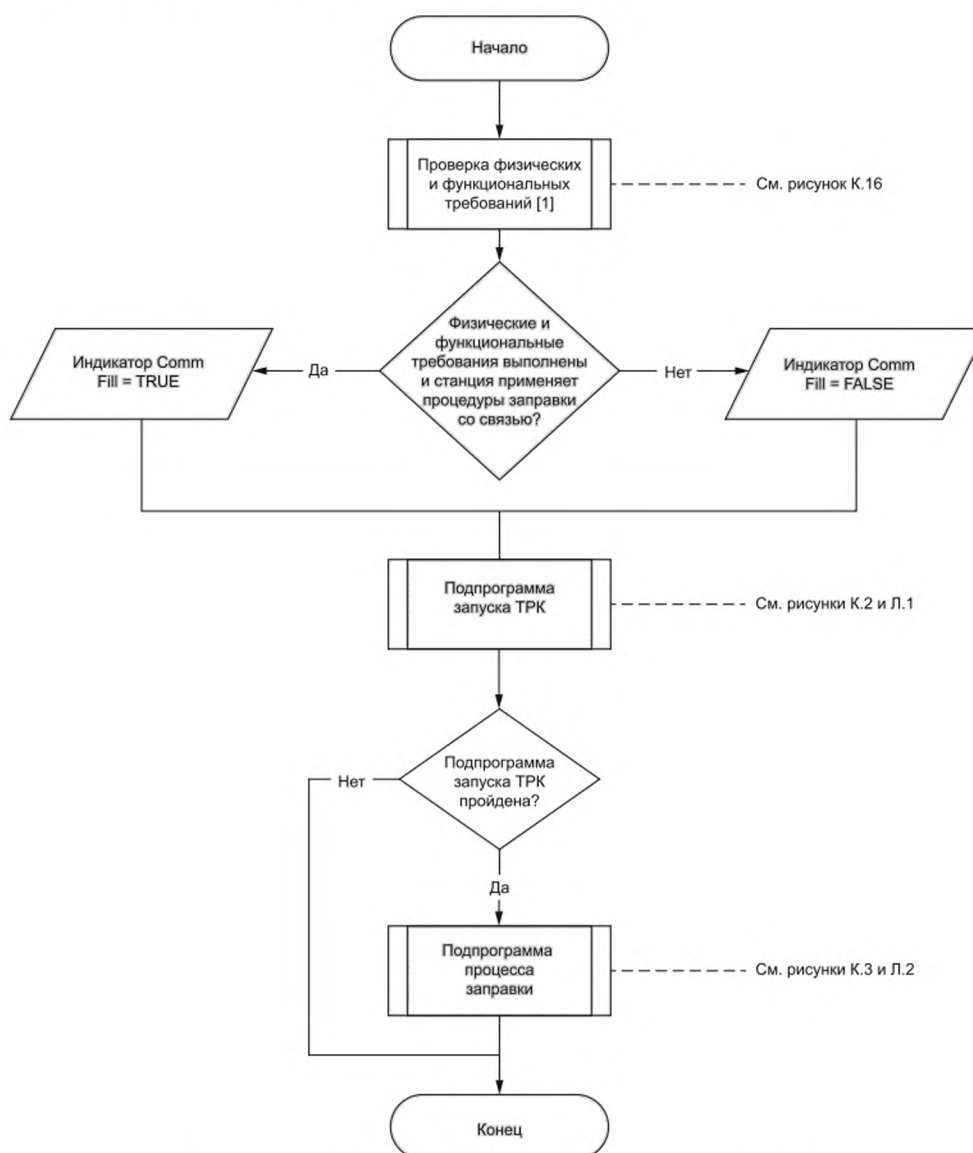 Начало
Проверка физических
и функциональных
требований [1]
См. рисунок К.16
Физические и
функциональные
требования выполнены
и станция применяет
процедуры заправки
со связью?
Да
Нет
Индикатор Comm
Fill = TRUE
Индикатор Comm
Fill = FALSE
Подпрограмма
запуска ТРК
См. рисунки К.2 и Л.1
Подпрограмма
запуска ТРК
пройдена?
Нет
Да
Подпрограмма
процесса
заправки
См. рисунки К.3 и Л.2
Конец